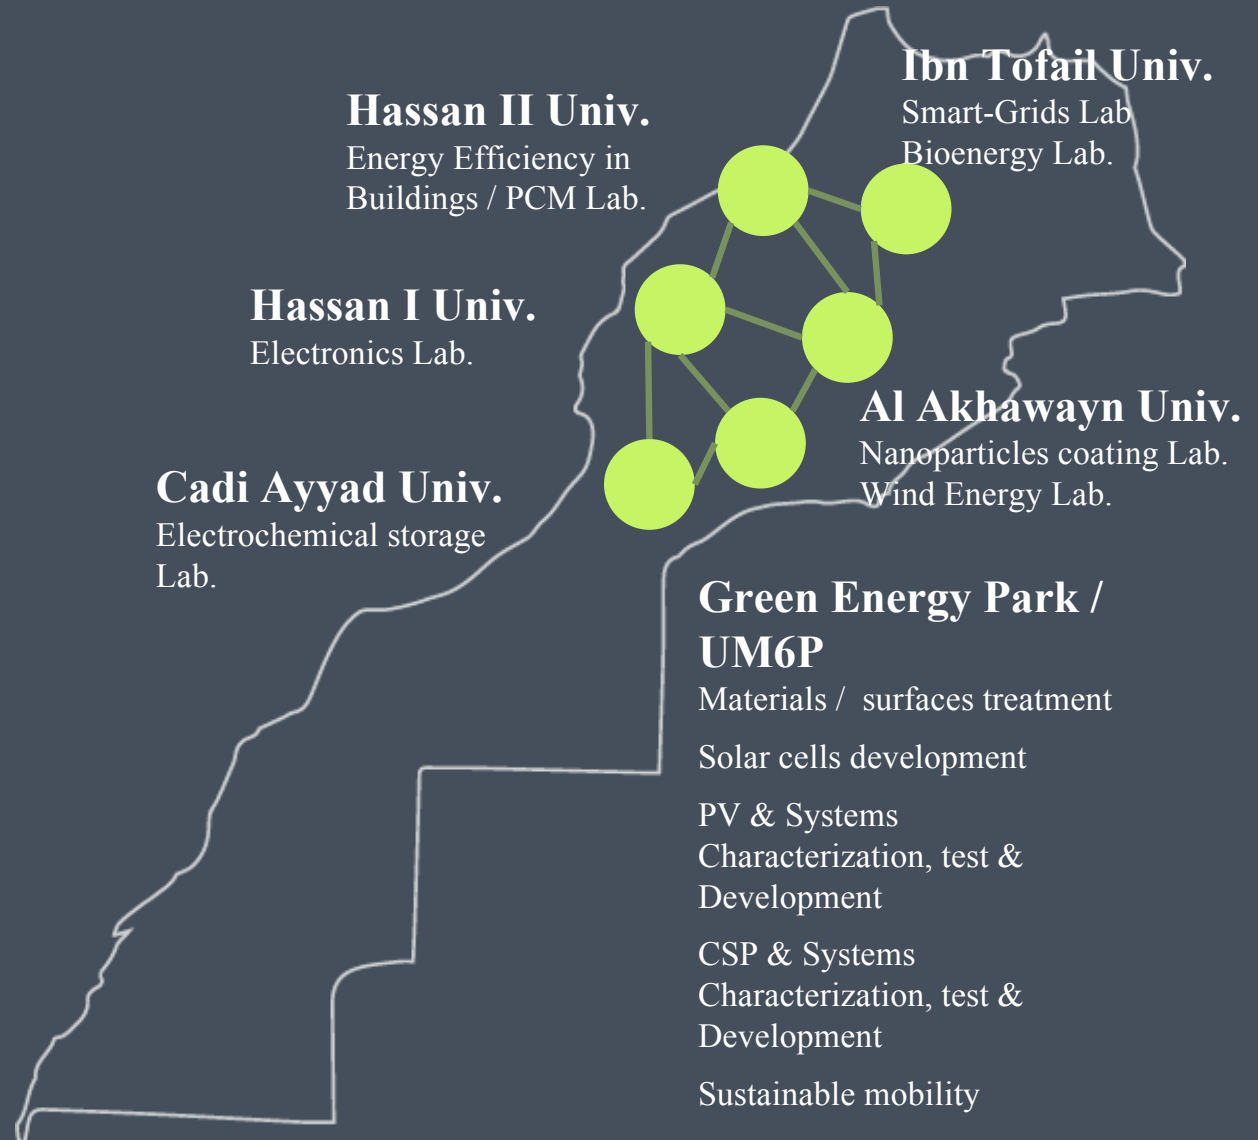 Ibn Tofail Univ.
Smart-Grids Lab
Bioenergy Lab.
Hassan II Univ.
Energy Efficiency in
Buildings / PCM Lab.
Hassan I Univ.
Electronics Lab.
Al Akhawayn Univ.
Nanoparticles coating Lab.
Wind Energy Lab.
Cadi Ayyad Univ.
Electrochemical storage
Lab.
Green Energy Park /
UM6P
Materials / surfaces treatment
Solar cells development
PV & Systems
Characterization, test &
Development
CSP & Systems
Characterization, test &
Development
Sustainable mobility